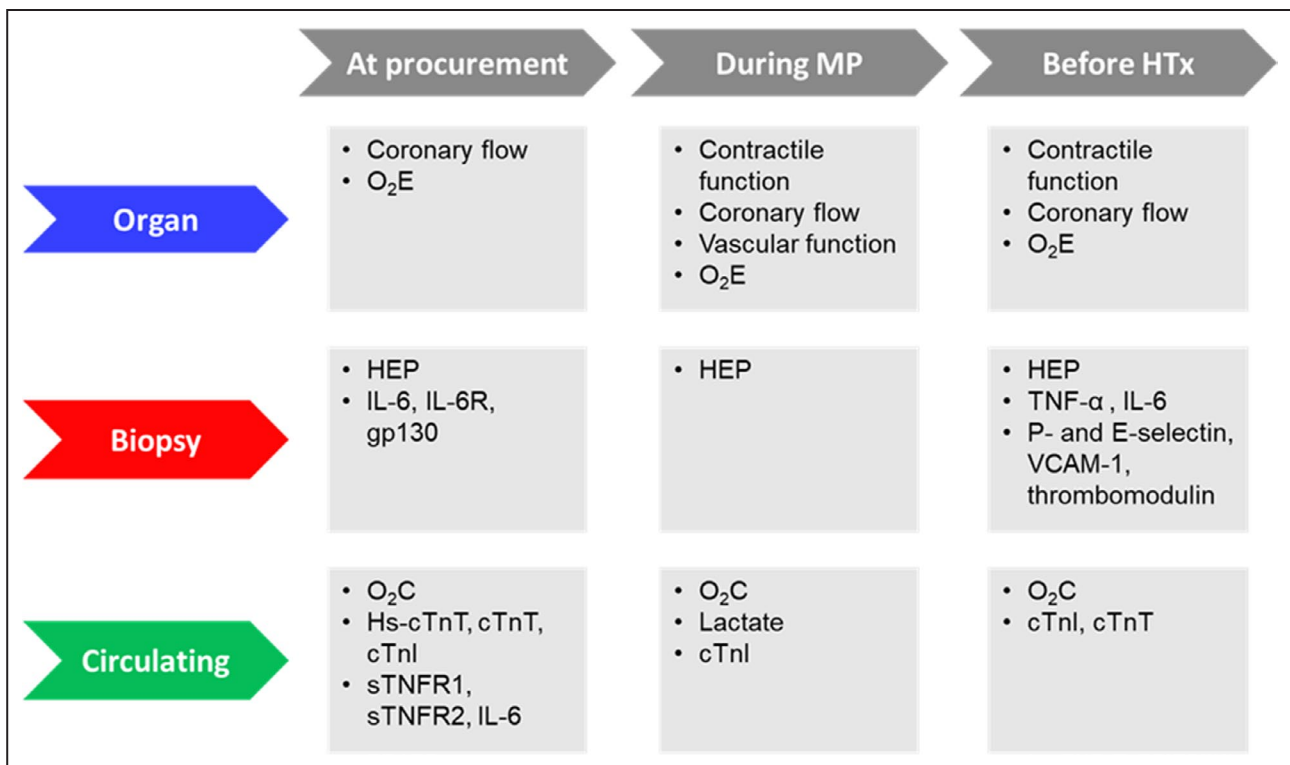 At procurement
During MP
Before HTx
Organ
• Coronary flow
• O₂E
• Contractile
function
• Coronary flow
• Vascular function
• O₂E
• Contractile
function
• Coronary flow
• O₂E
Biopsy
• HEP
• IL-6, IL-6R,
gp130
• HEP
• HEP
• TNF-α , IL-6
• P- and E-selectin,
VCAM-1,
thrombomodulin
Circulating
• O₂C
• Hs-cTnT, cTnT,
cTnI
• sTNFR1,
sTNFR2, IL-6
• O₂C
• Lactate
• cTnI
• O₂C
• cTnI, cTnT